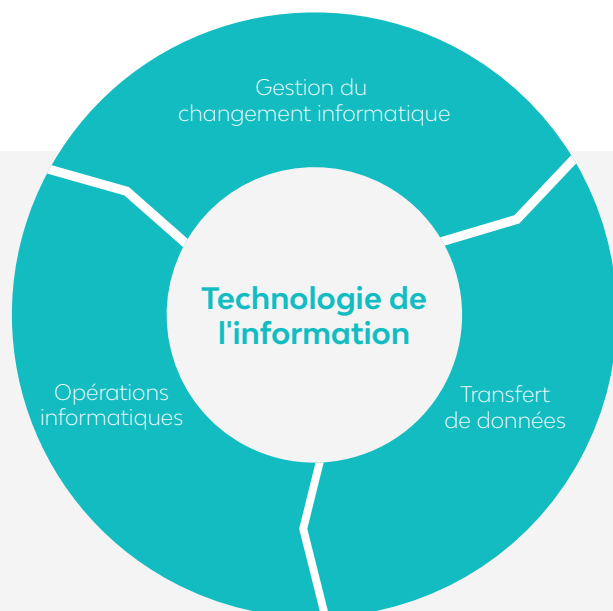 Gestion du
changement informatique
Technologie de
l'information
Opérations
informatiques
Transfert
de données